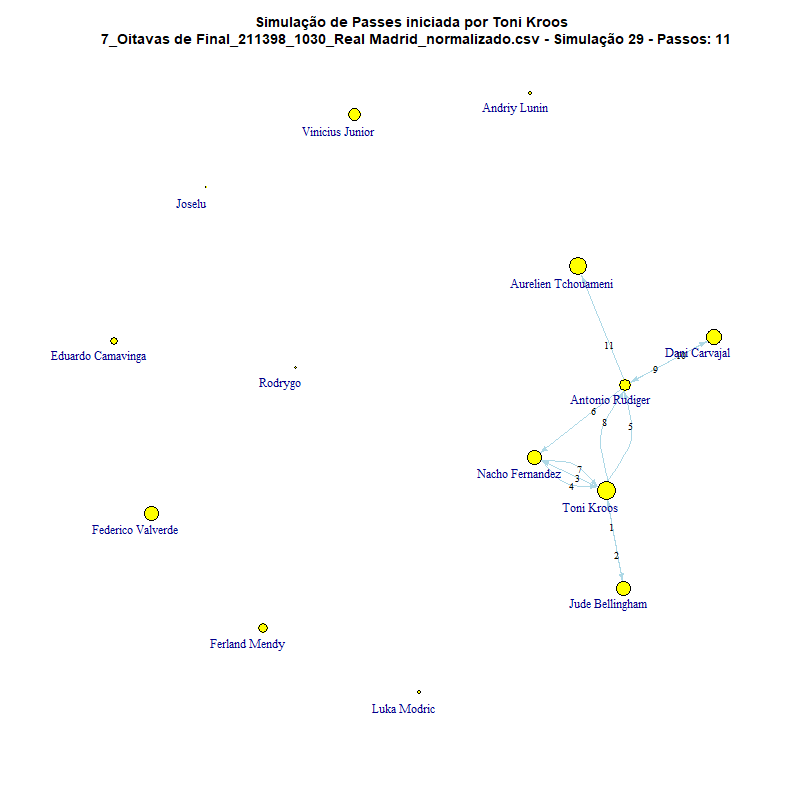 Simulação de Passes iniciada por Toni Kroos
7_Oitavas de Final_211398_1030_Real Madrid_normalizado.csv - Simulação 29 - Passos: 11
Andriy Lunin
Vinicius Junior
Joselu
Aurelien Tchouameni
11
Dani Carvajal
10
9
Eduardo Camavinga
Rodrygo
Antonio Rudiger
6
8
5
7
Nacho Fernandez
3
4
Toni Kroos
1
Federico Valverde
2
Jude Bellingham
Ferland Mendy
Luka Modric